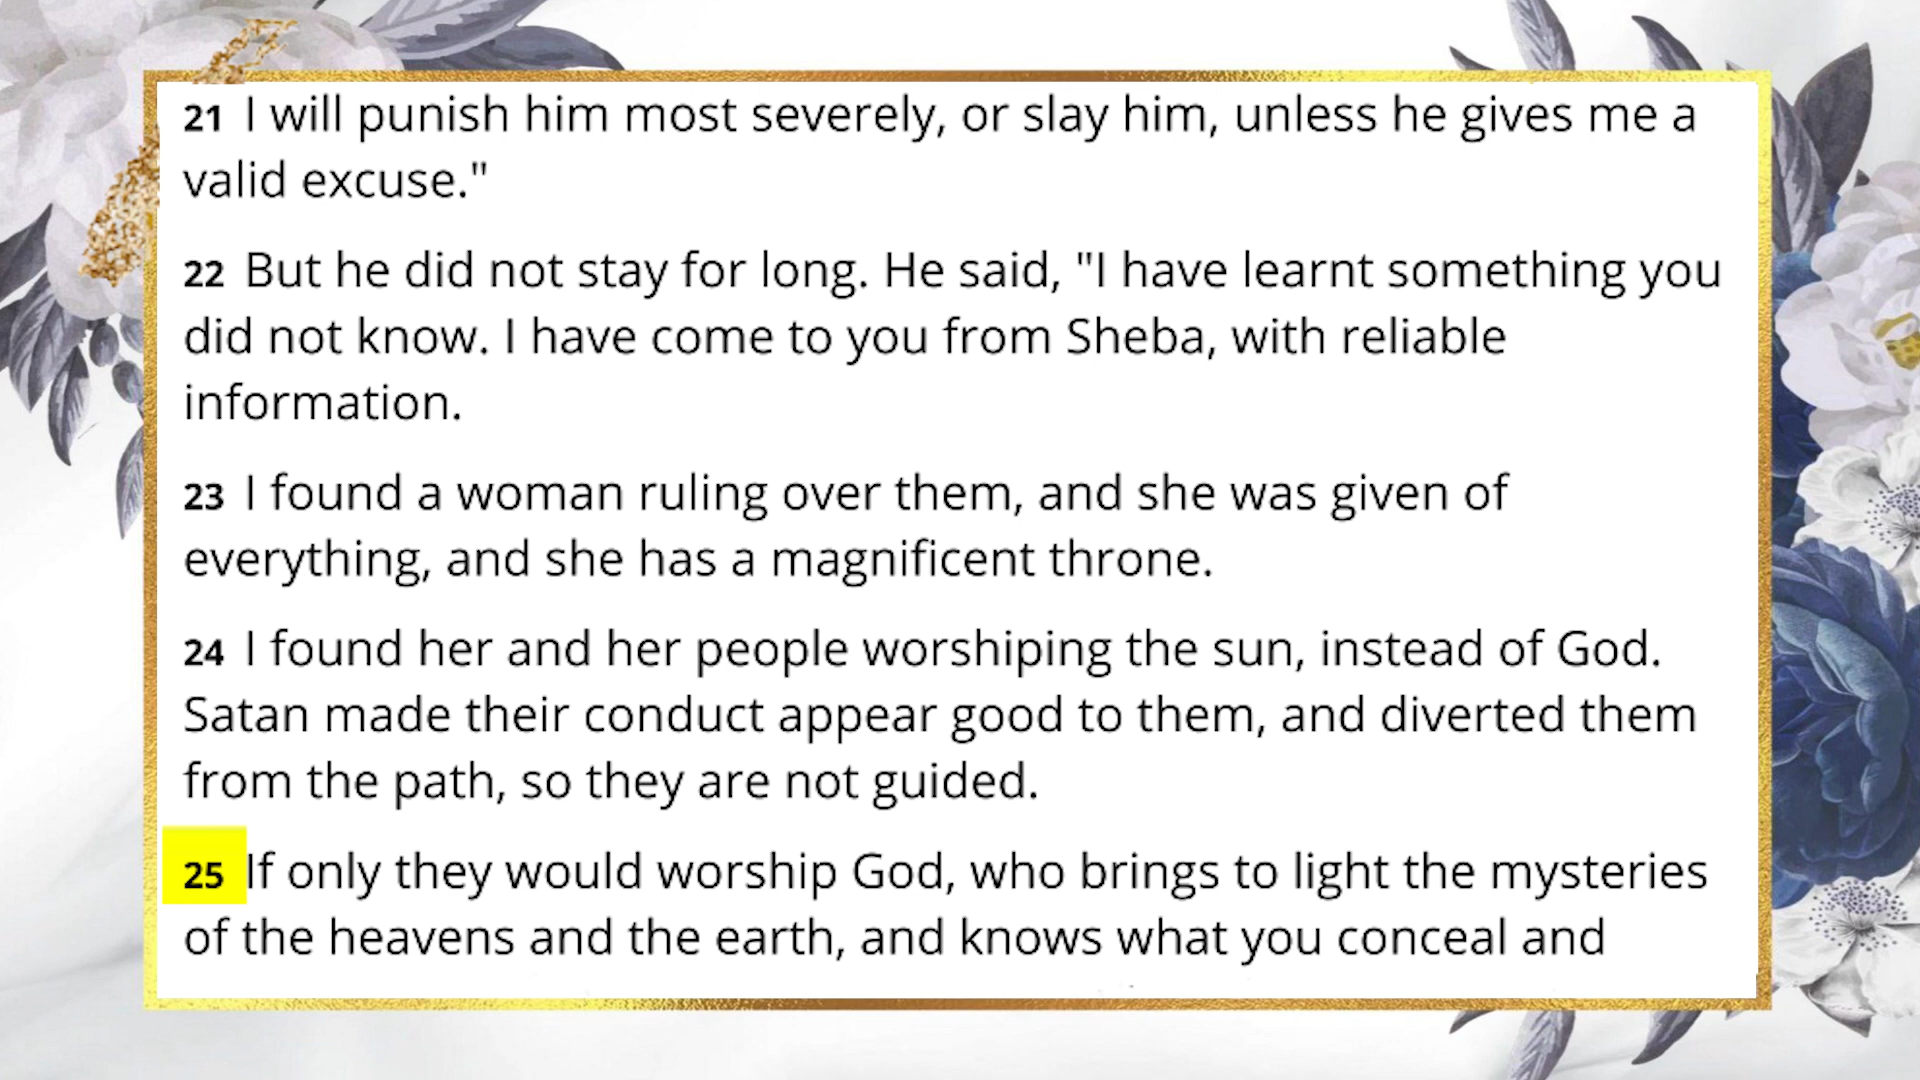 21 I will punish him most severely, or slay him, unless he gives me a
valid excuse."
22 But he did not stay for long. He said, "I have learnt something you
did not know. I have come to you from Sheba, with reliable
information.
23 I found a woman ruling over them, and she was given of
everything, and she has a magnificent throne.
24 I found her and her people worshiping the sun, instead of God.
Satan made their conduct appear good to them, and diverted them
from the path, so they are not guided.
25 If only they would worship God, who brings to light the mysteries
of the heavens and the earth, and knows what you conceal and